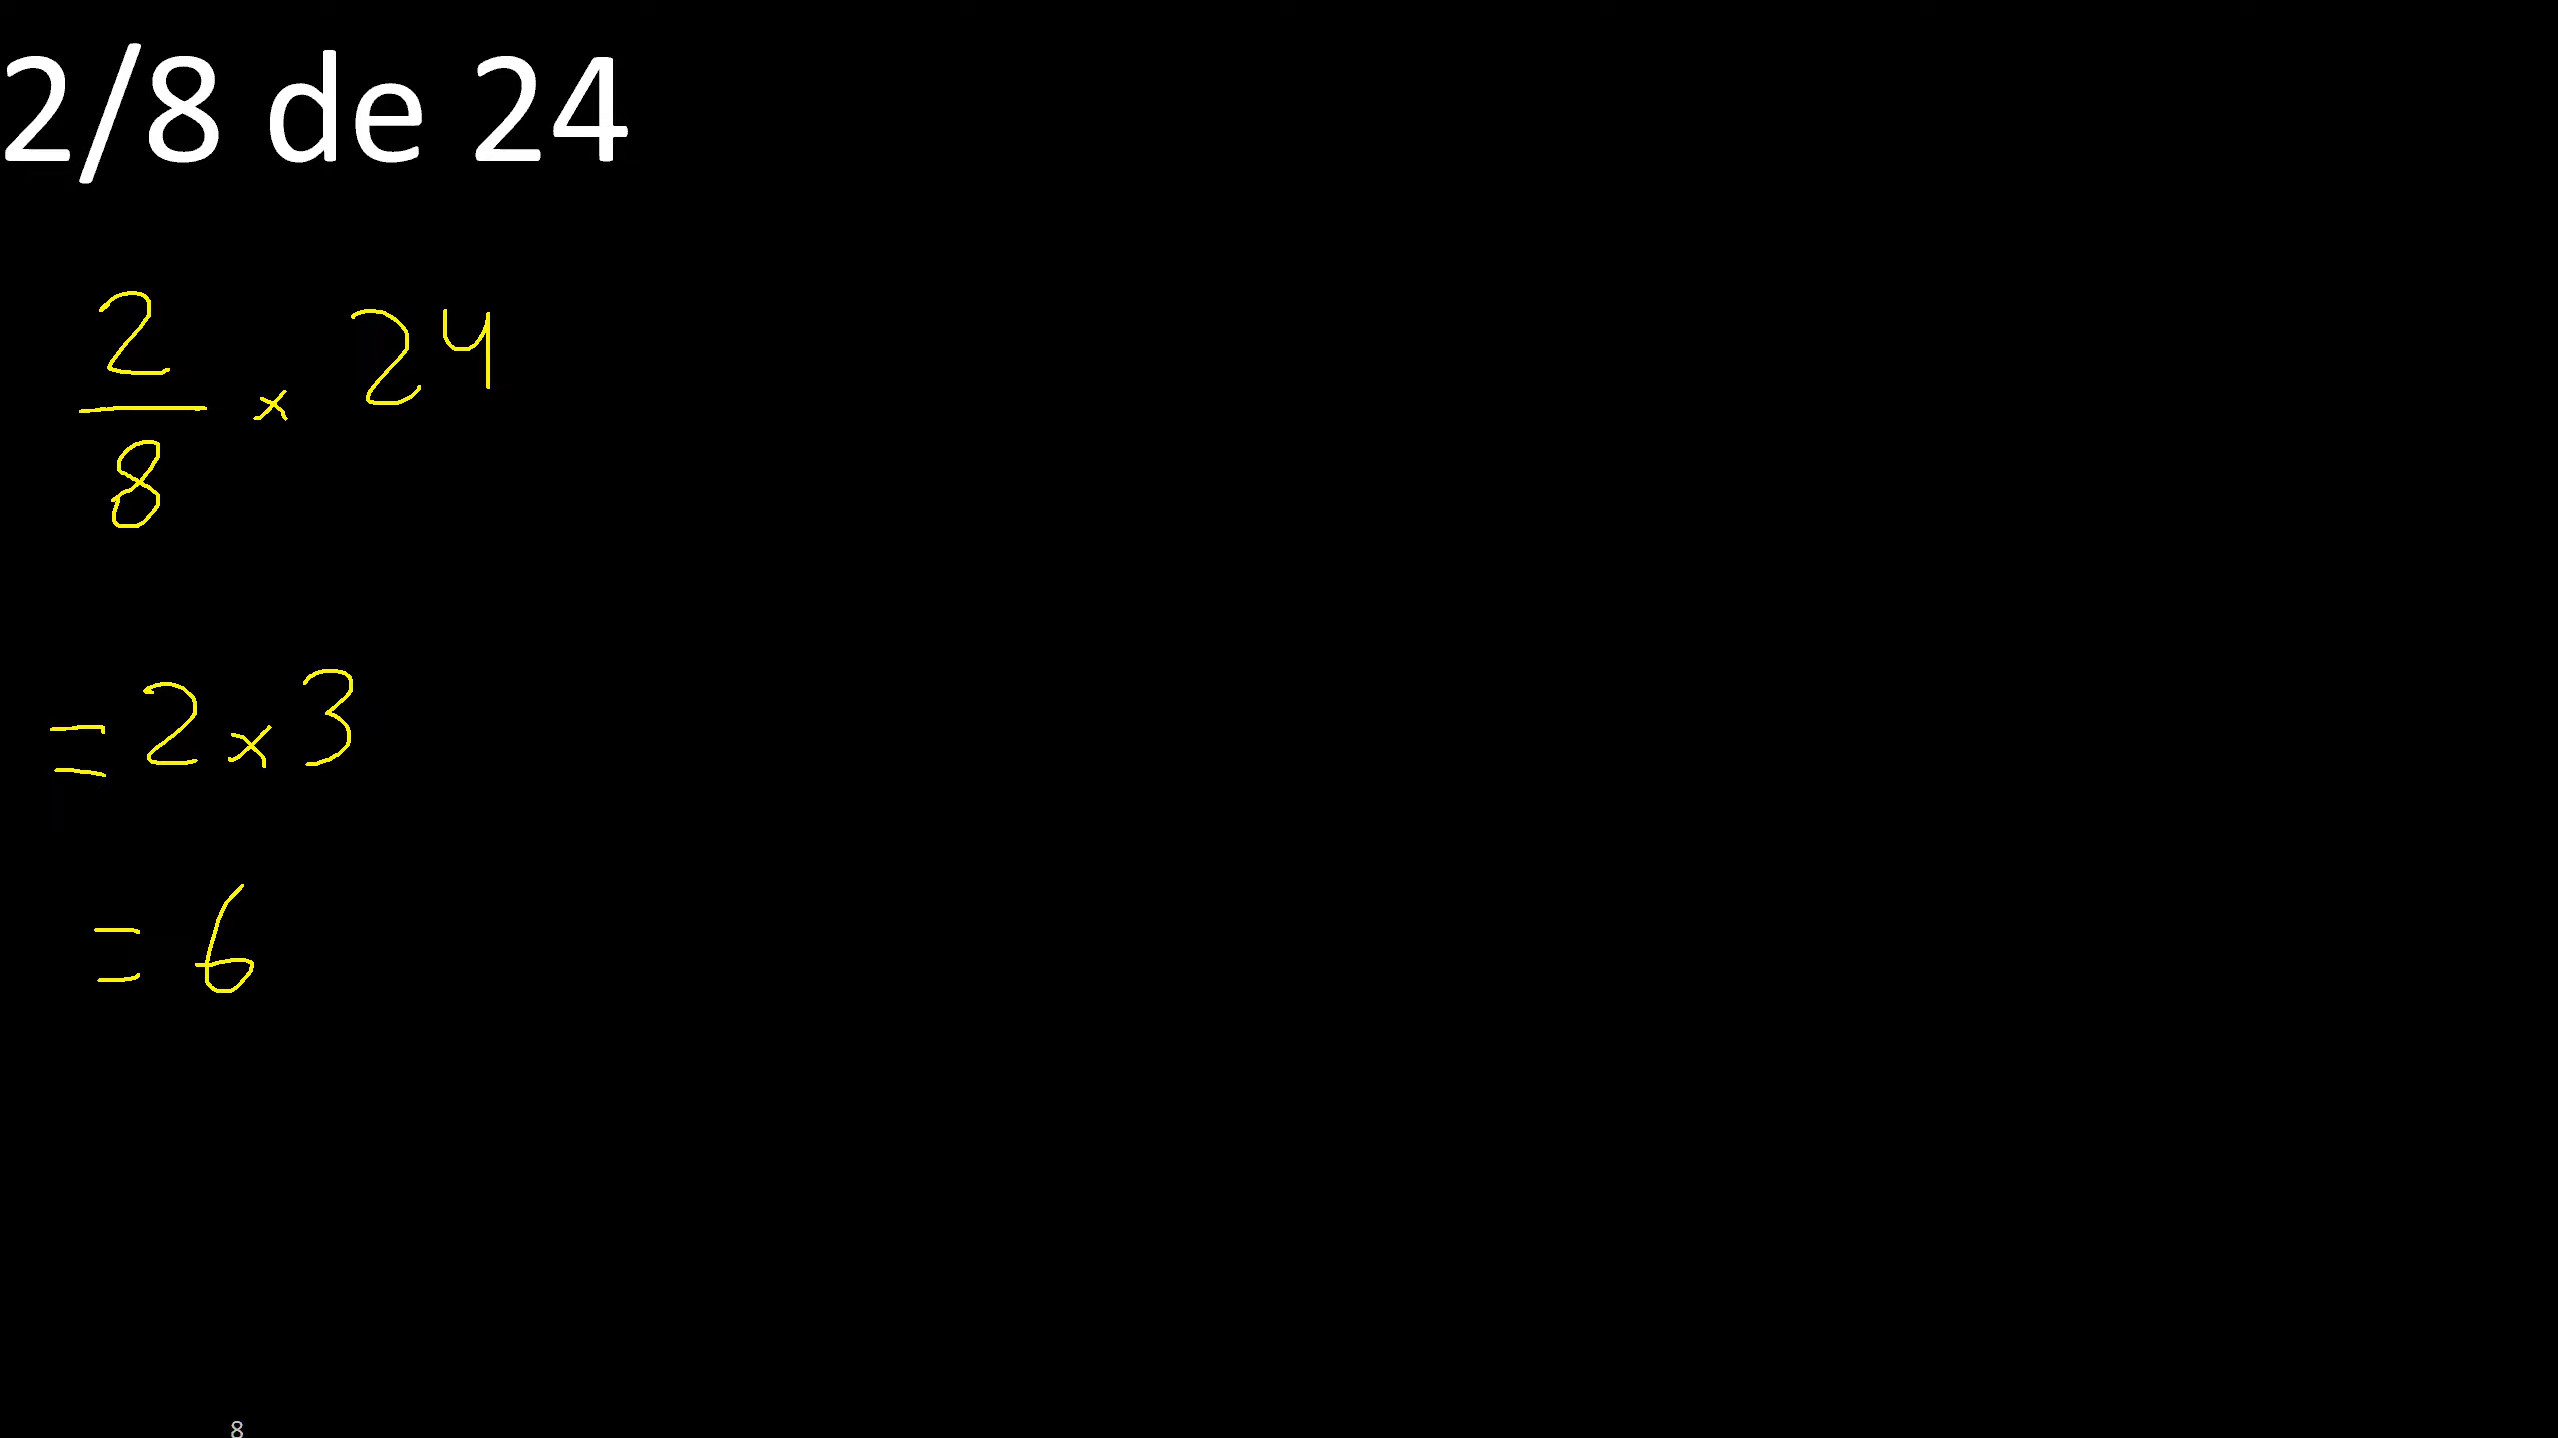 2/8 de 24
2/8 × 24
= 2 × 3
= 6
8